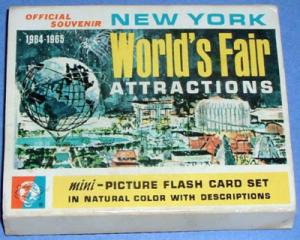 OFFICIAL
SOUVENIR
NEW YORK
1964-1965
World's Fair
ATTRACTIONS
mini-PICTURE FLASH CARD SET
IN NATURAL COLOR WITH DESCRIPTIONS